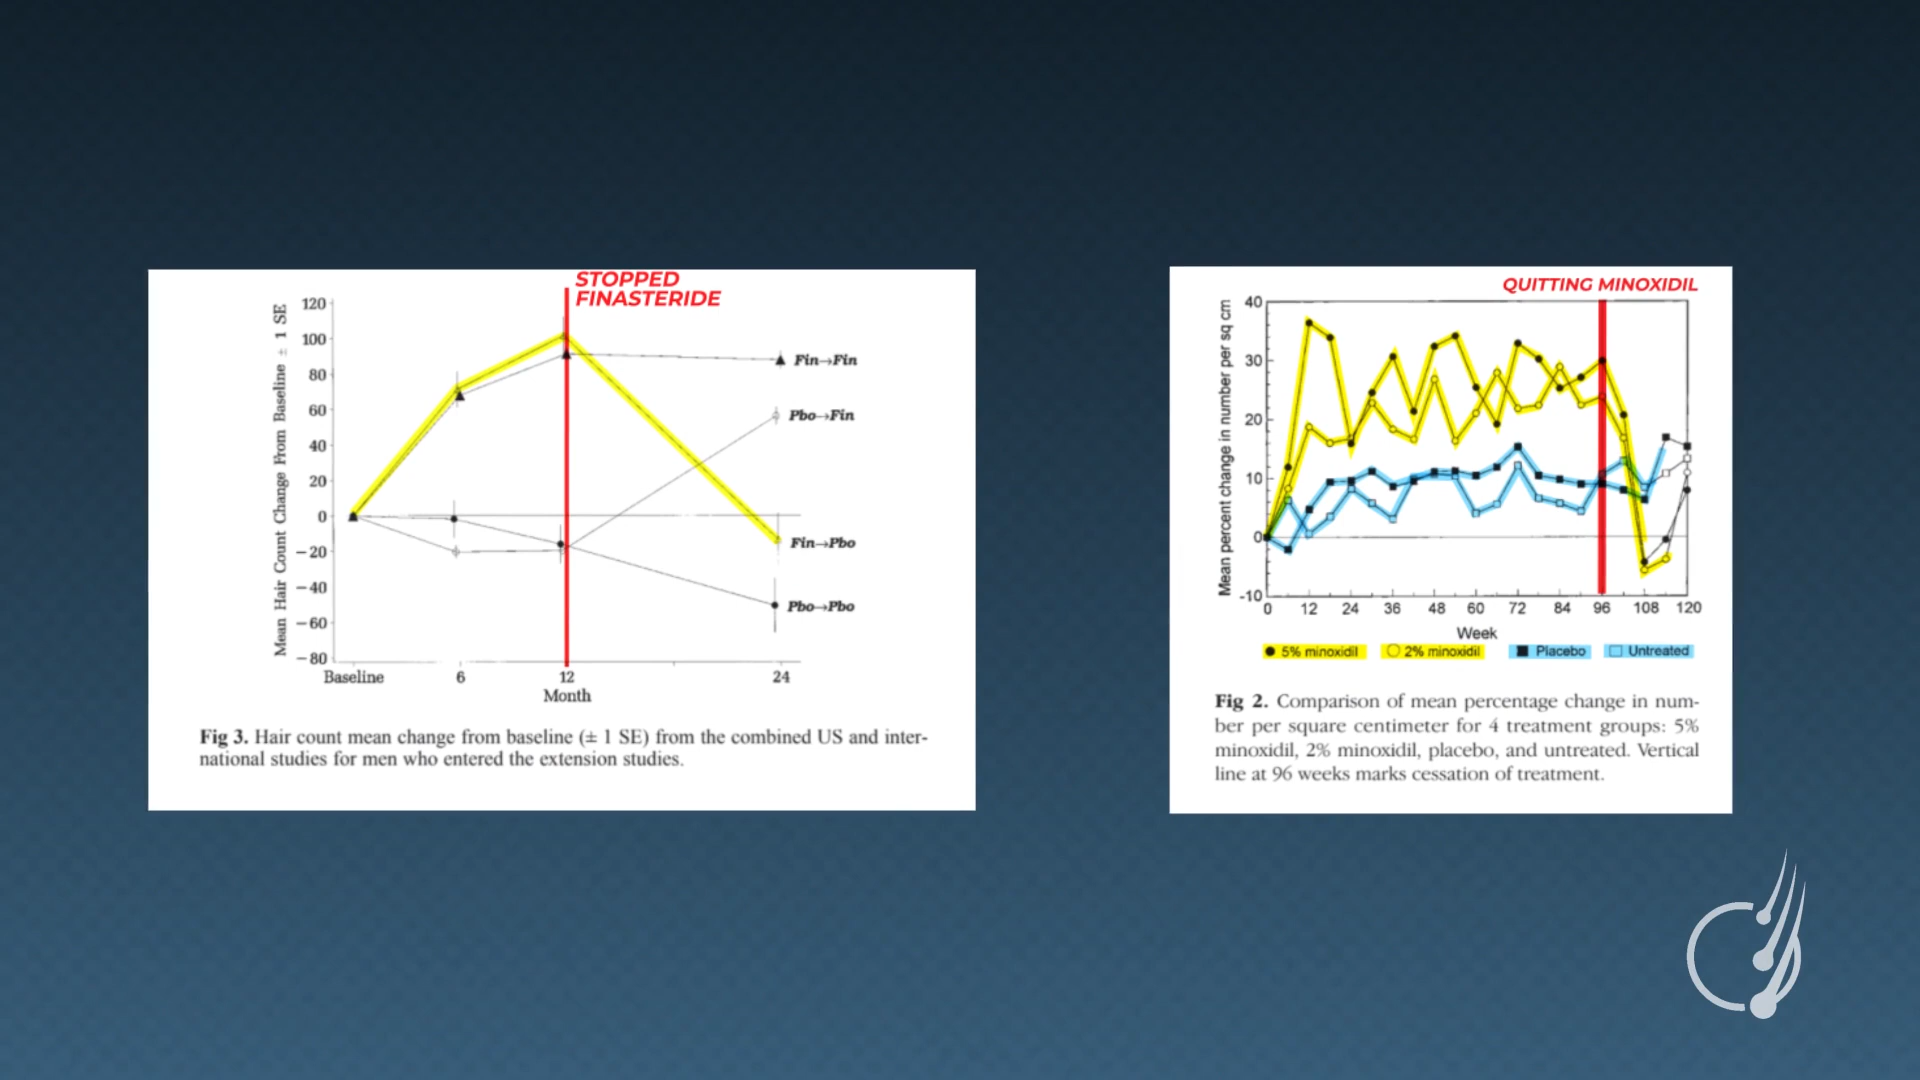 STOPPED
FINASTERIDE
Mean Hair Count Change From Baseline ± 1 SE
120
100
80
60
40
20
0
−20
−40
−60
−80
Fin→Fin
Pbo→Fin
Fin→Pbo
Pbo→Pbo
Baseline 6 12 24
Month
Fig 3. Hair count mean change from baseline (± 1 SE) from the combined US and inter-
national studies for men who entered the extension studies.
QUITTING MINOXIDIL
Mean percent change in number per sq cm
40
30
20
10
0
-10
0 12 24 36 48 60 72 84 96 108 120
Week
5% minoxidil 2% minoxidil Placebo Untreated
Fig 2. Comparison of mean percentage change in num-
ber per square centimeter for 4 treatment groups: 5%
minoxidil, 2% minoxidil, placebo, and untreated. Vertical
line at 96 weeks marks cessation of treatment.